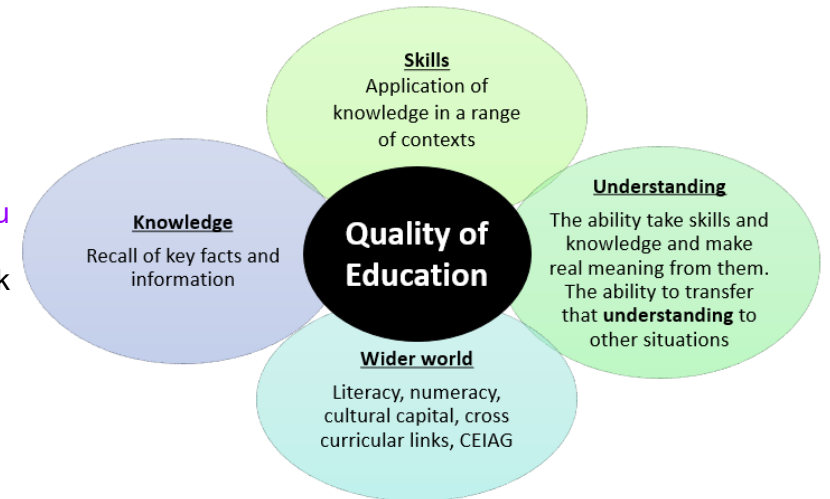 Skills
Application of
knowledge in a range
of contexts
u
k
Knowledge
Recall of key facts and
information
Quality of
Education
Understanding
The ability take skills and
knowledge and make
real meaning from them.
The ability to transfer
that understanding to
other situations
Wider world
Literacy, numeracy,
cultural capital, cross
curricular links, CEIAG